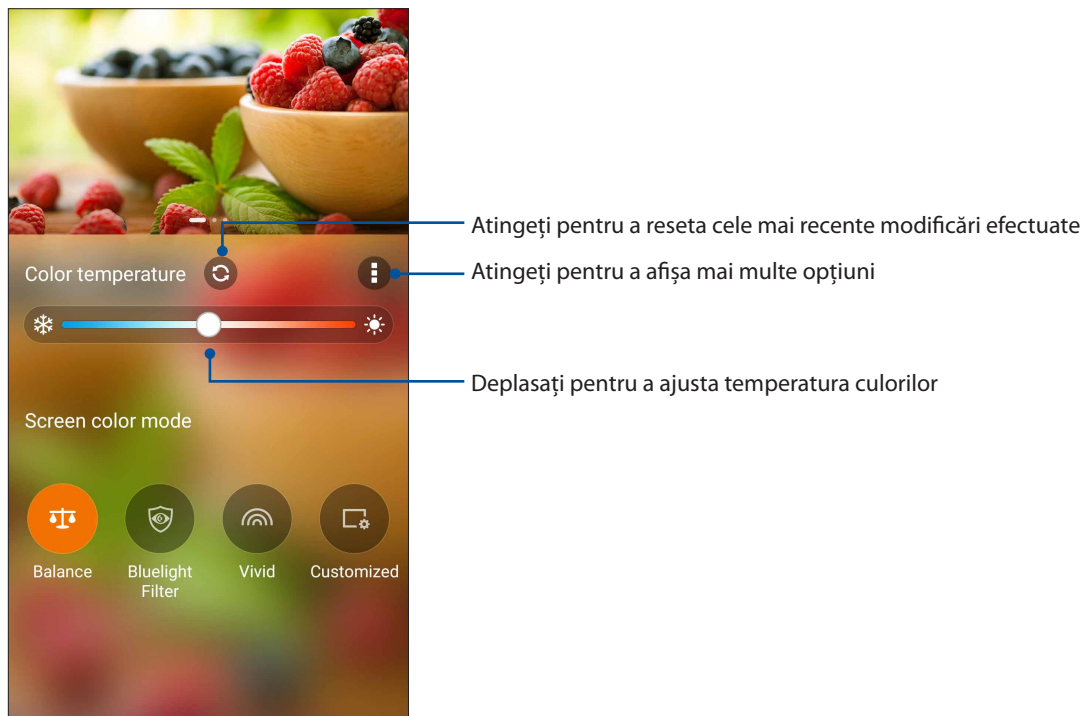 Atingeți pentru a reseta cele mai recente modificări efectuate
Color temperature
Atingeți pentru a afișa mai multe opțiuni
Deplasați pentru a ajusta temperatura culorilor
Screen color mode
Balance
Bluelight
Filter
Vivid
Customized